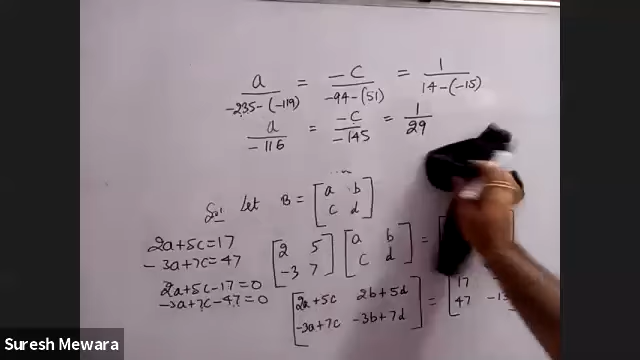 a/(-235-(-119)) = -C/(-94-(51)) = 1/(14-(-15))
a/-116 = -C/-145 = 1/29
Sol Let B = [a b
c d]
2a+5c=17
-3a+7c=47
[2 5
-3 7] [a b
c d] = [
2a+5c-17=0
-3a+7c-47=0
[2a+5c 2b+5d
-3a+7c -3b+7d] = [17
47
Suresh Mewara